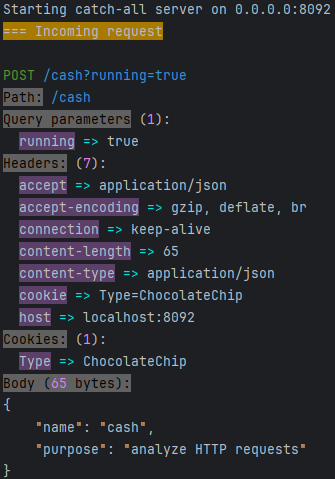 Starting catch-all server on 0.0.0.0:8092
=== Incoming request
POST /cash?running=true
Path: /cash
Query parameters (1):
running => true
Headers: (7):
accept => application/json
accept-encoding => gzip, deflate, br
connection => keep-alive
content-length => 65
content-type => application/json
cookie => Type=ChocolateChip
host => localhost:8092
Cookies: (1):
Type => ChocolateChip
Body (65 bytes):
{
    "name": "cash",
    "purpose": "analyze HTTP requests"
}